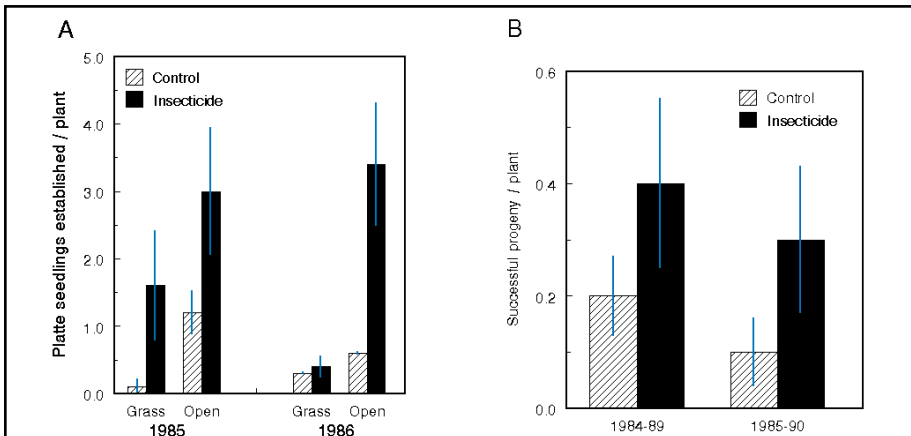 A
Platte seedlings established / plant
5.0
4.0
3.0
2.0
1.0
0.0
Control
Insecticide
Grass Open Grass Open
1985 1986
B
Successful progeny / plant
0.6
0.4
0.2
0.0
Control
Insecticide
1984-89 1985-90